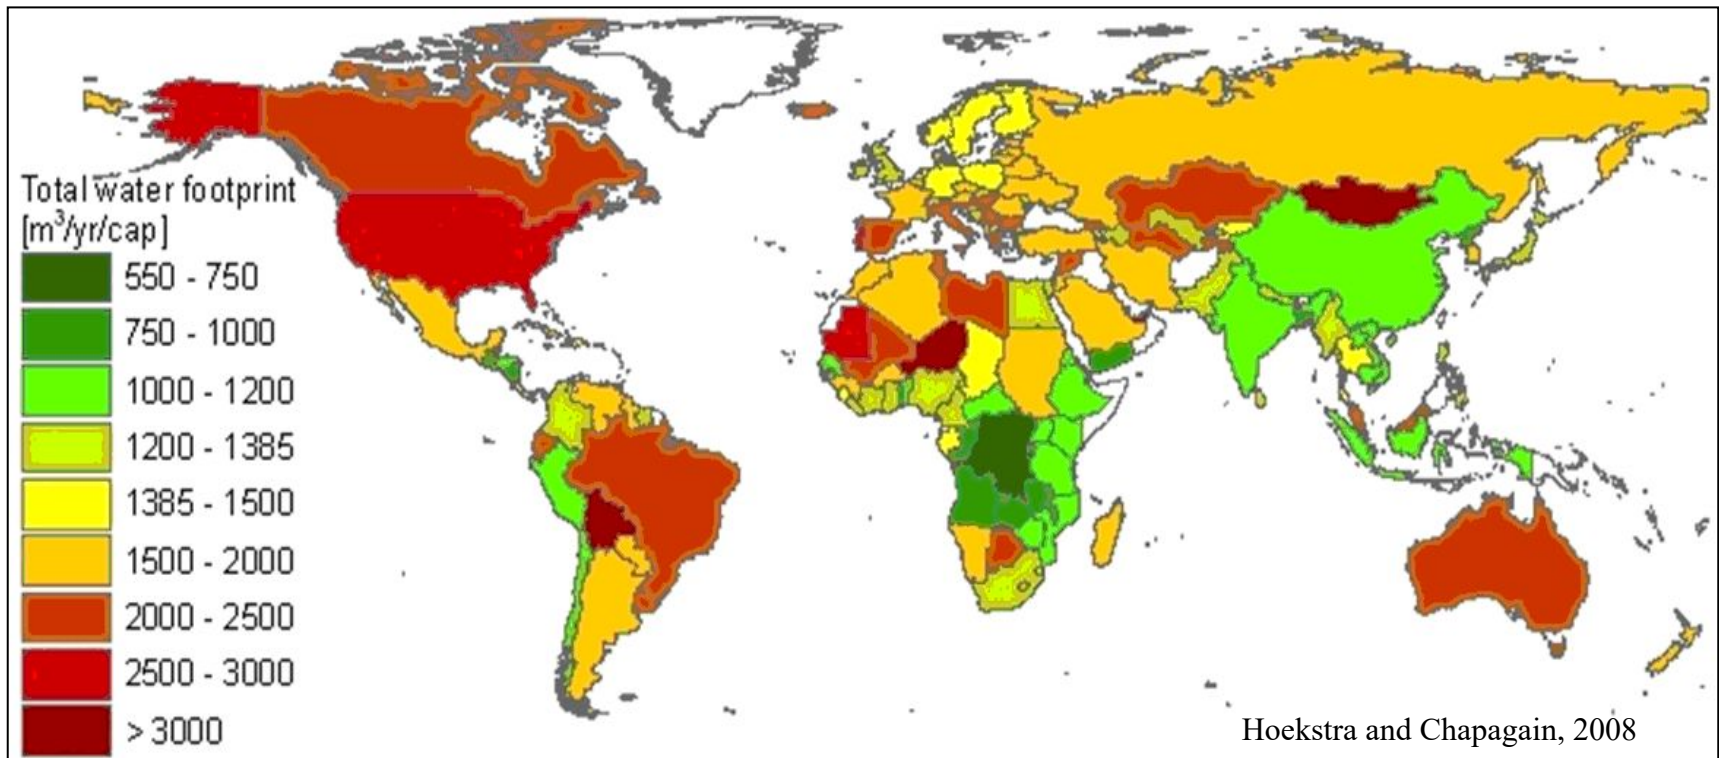 Total water footprint
[m³/yr/cap]
550 - 750
750 - 1000
1000 - 1200
1200 - 1385
1385 - 1500
1500 - 2000
2000 - 2500
2500 - 3000
> 3000
Hoekstra and Chapagain, 2008